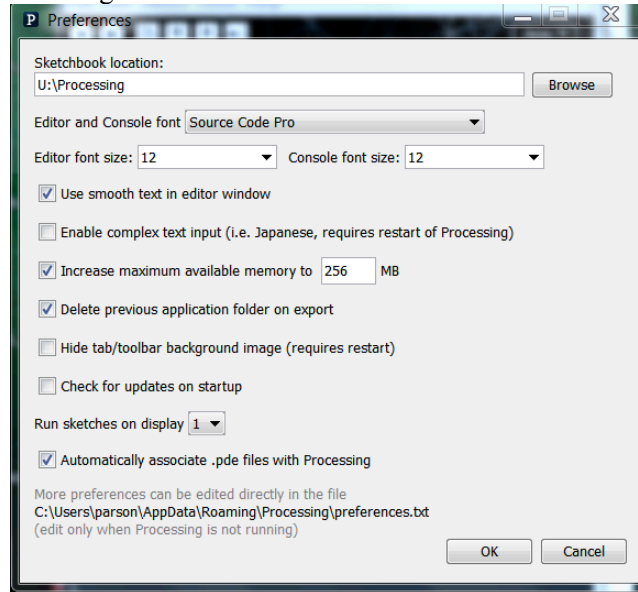 Preferences
Sketchbook location:
U:\Processing
Browse
Editor and Console font Source Code Pro
Editor font size: 12 Console font size: 12
Use smooth text in editor window
Enable complex text input (i.e. Japanese, requires restart of Processing)
Increase maximum available memory to 256 MB
Delete previous application folder on export
Hide tab/toolbar background image (requires restart)
Check for updates on startup
Run sketches on display 1
Automatically associate .pde files with Processing
More preferences can be edited directly in the file
C:\Users\parson\AppData\Roaming\Processing\preferences.txt
(edit only when Processing is not running)
OK Cancel